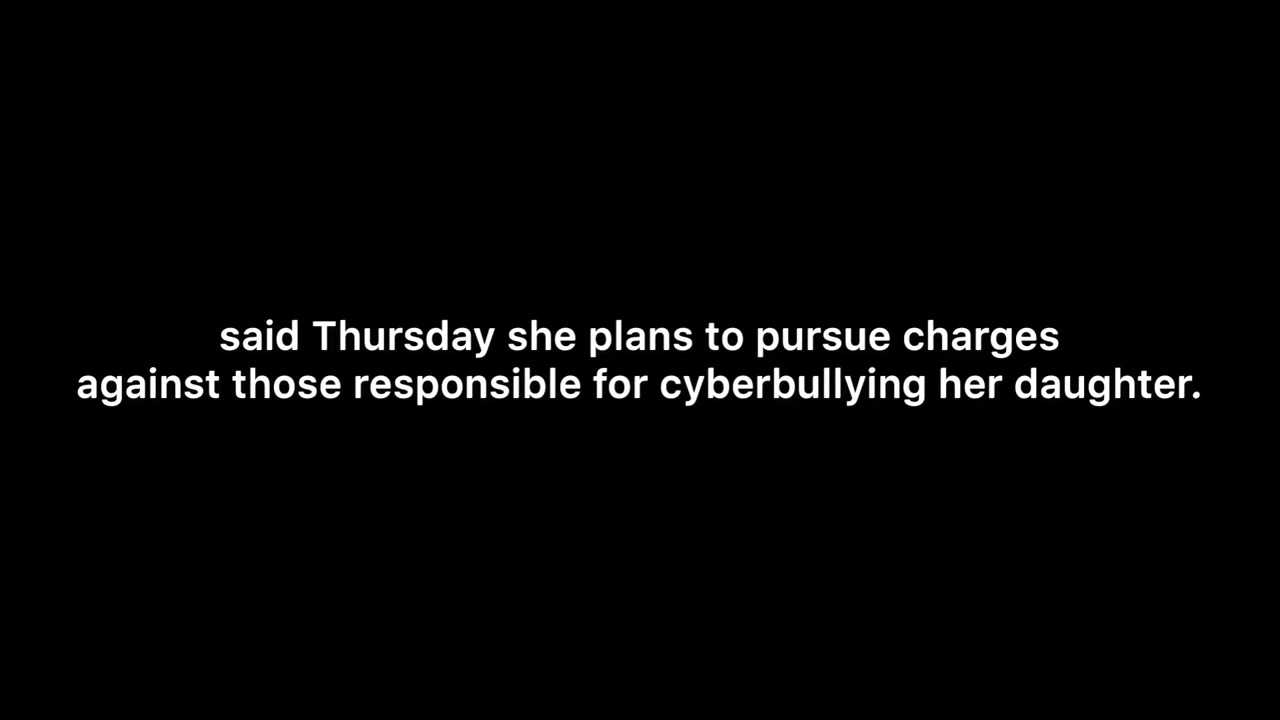 said Thursday she plans to pursue charges
against those responsible for cyberbullying her daughter.